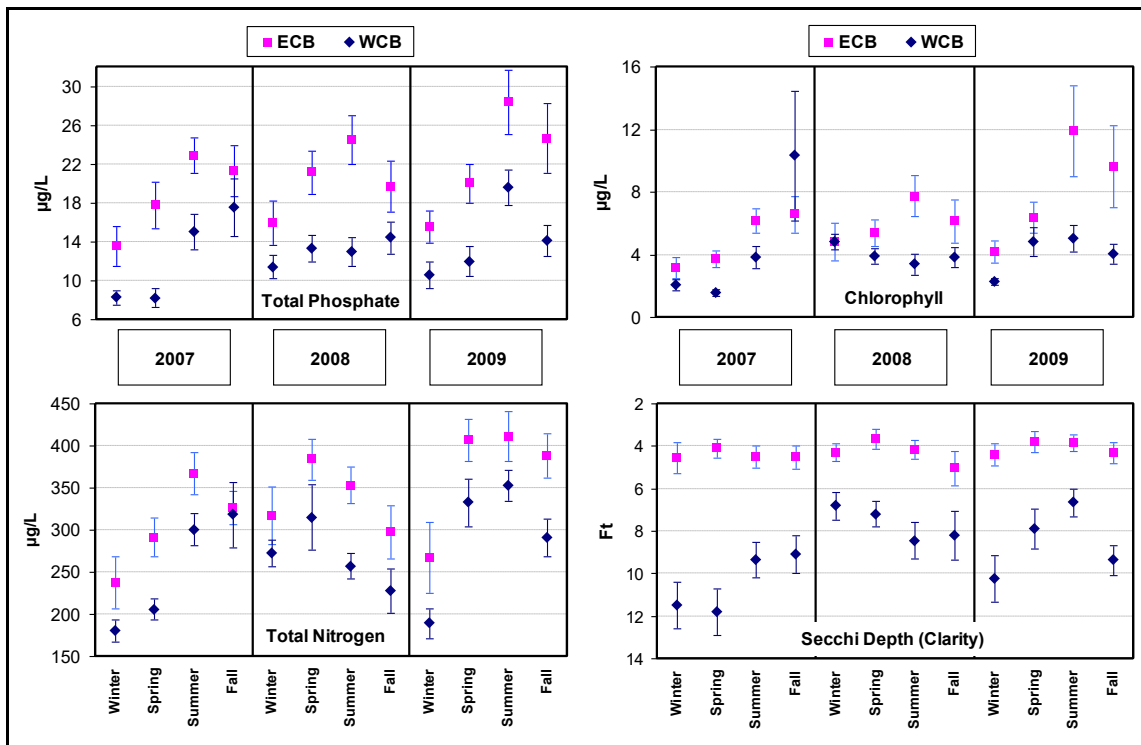 ECB WCB
ECB WCB
µg/L
30
26
22
18
14
10
6
Total Phosphate
µg/L
16
12
8
4
0
Chlorophyll
2007 2008 2009
2007 2008 2009
µg/L
450
400
350
300
250
200
150
Total Nitrogen
Winter Spring Summer Fall Winter Spring Summer Fall Winter Spring Summer Fall
Ft
2
4
6
8
10
12
14
Secchi Depth (Clarity)
Winter Spring Summer Fall Winter Spring Summer Fall Winter Spring Summer Fall